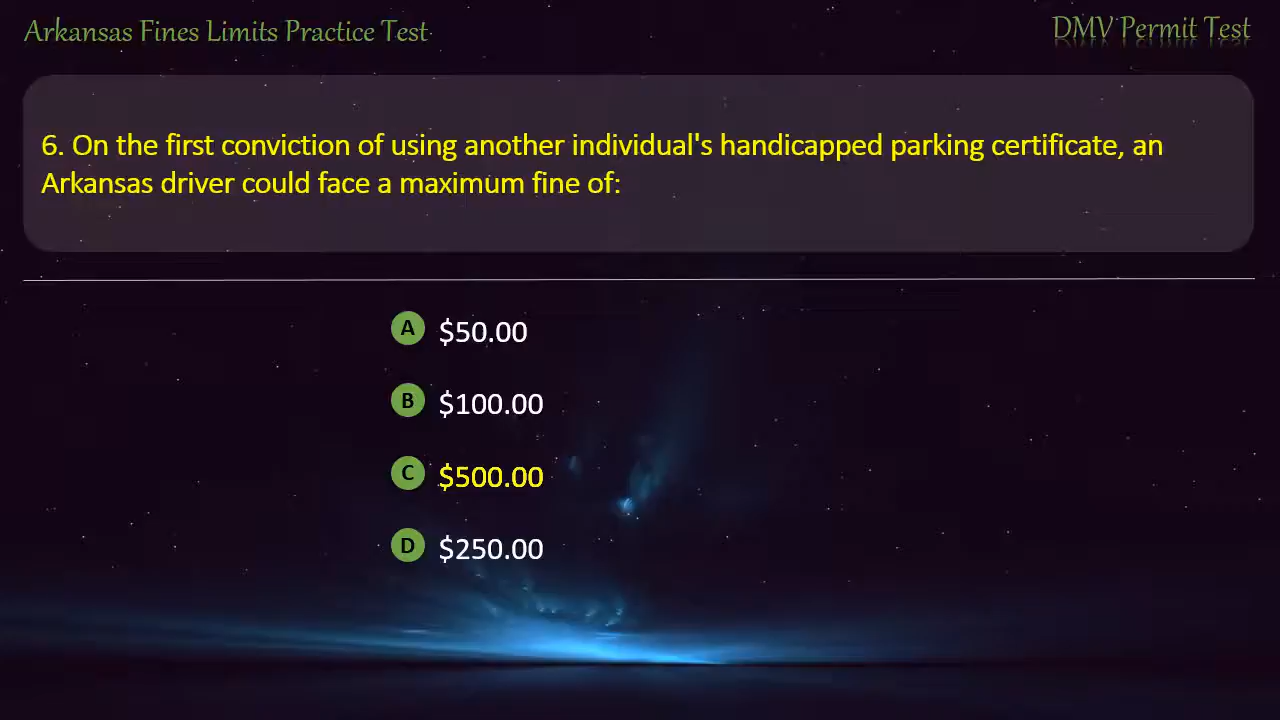 Arkansas Fines Limits Practice Test
DMV Permit Test
6. On the first conviction of using another individual's handicapped parking certificate, an
Arkansas driver could face a maximum fine of:
A $50.00
B $100.00
C $500.00
D $250.00